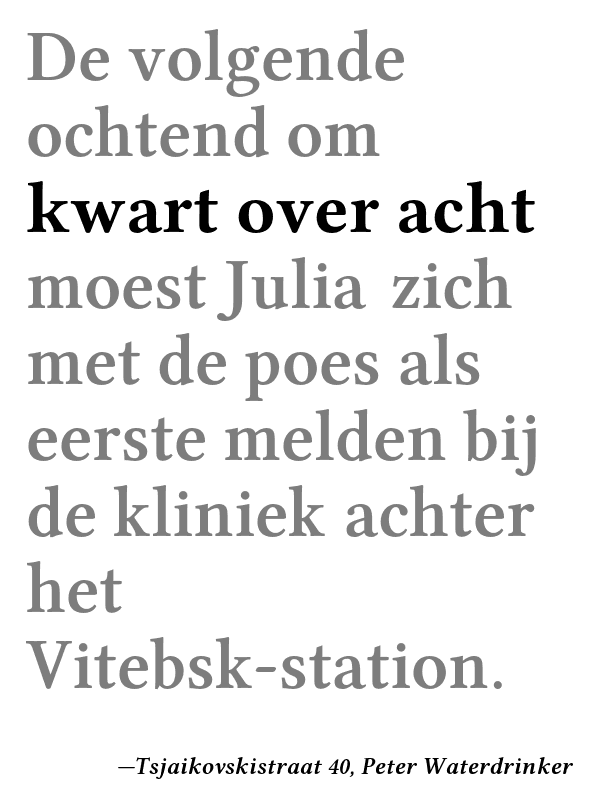 De volgende
ochtend om
kwart over acht
moest Julia zich
met de poes als
eerste melden bij
de kliniek achter
het
Vitebsk-station.
—Tsjaikovskistraat 40, Peter Waterdrinker